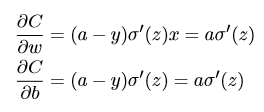 ∂C/∂w = (a − y)σ′(z)x = aσ′(z)
∂C/∂b = (a − y)σ′(z) = aσ′(z)